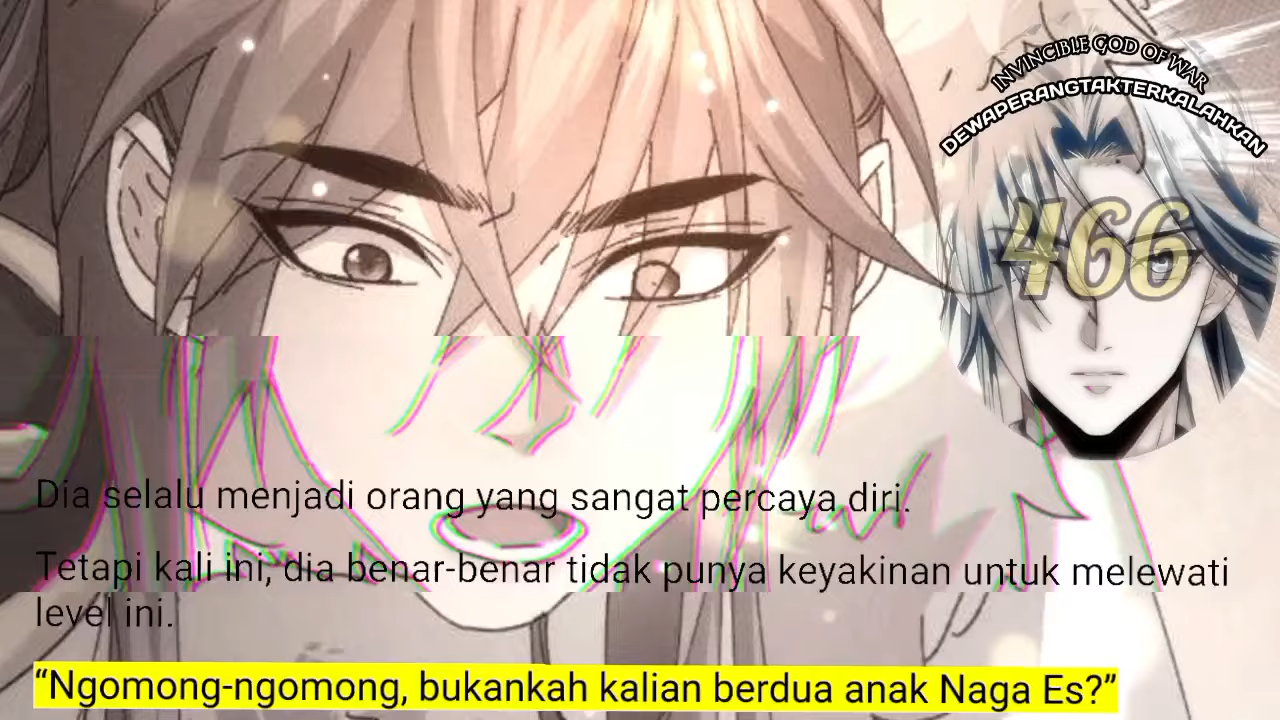 INVINCIBLE GOD OF WAR
DEWAPERANGTAKTERKALAHKAN
466
Dia selalu menjadi orang yang sangat percaya diri.
Tetapi kali ini, dia benar-benar tidak punya keyakinan untuk melewati
level ini.
“Ngomong-ngomong, bukankah kalian berdua anak Naga Es?”